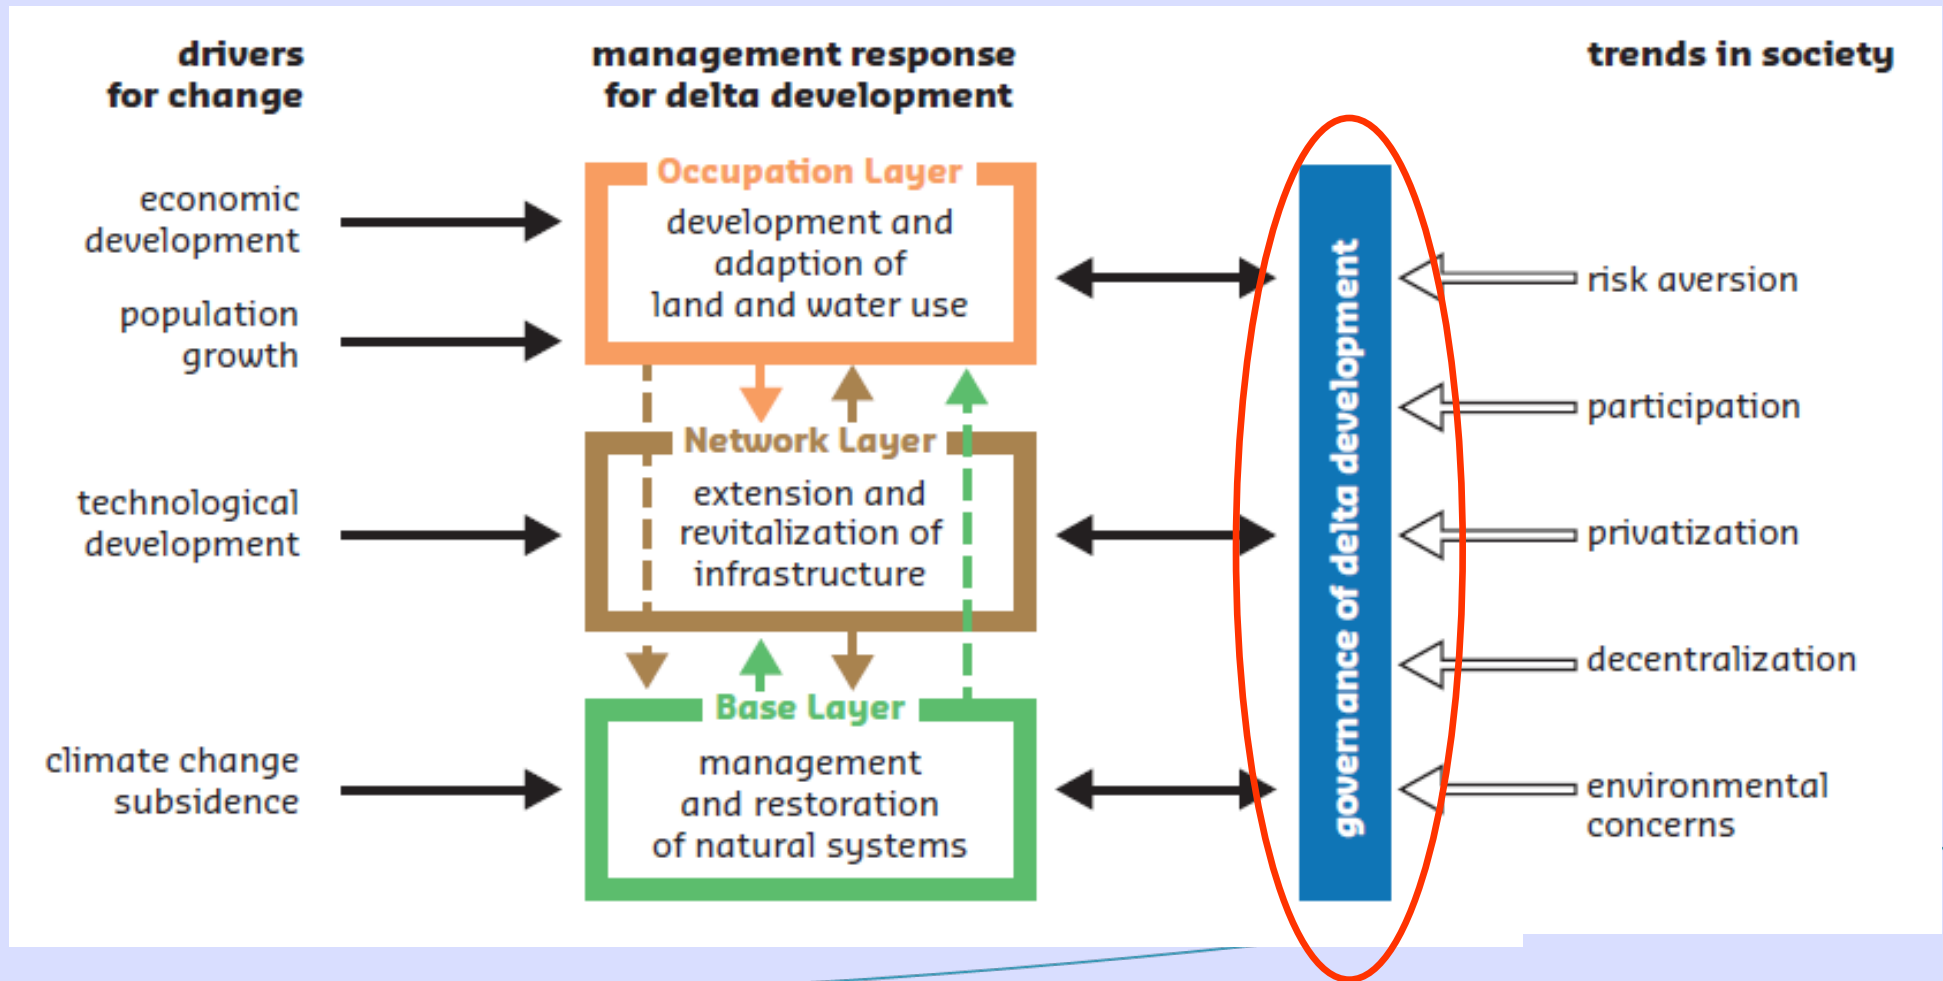 drivers
for change
management response
for delta development
trends in society
economic
development
population
growth
technological
development
climate change
subsidence
Occupation Layer
development and
adaption of
land and water use
Network Layer
extension and
revitalization of
infrastructure
Base Layer
management
and restoration
of natural systems
governance of delta development
risk aversion
participation
privatization
decentralization
environmental
concerns